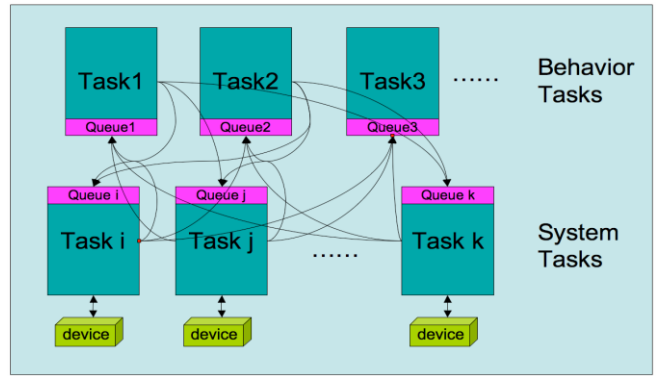 Task1
Task2
Task3
......
Behavior
Tasks
Queue1
Queue2
Queue3
Queue i
Queue j
Queue k
Task i
Task j
......
Task k
System
Tasks
device
device
device